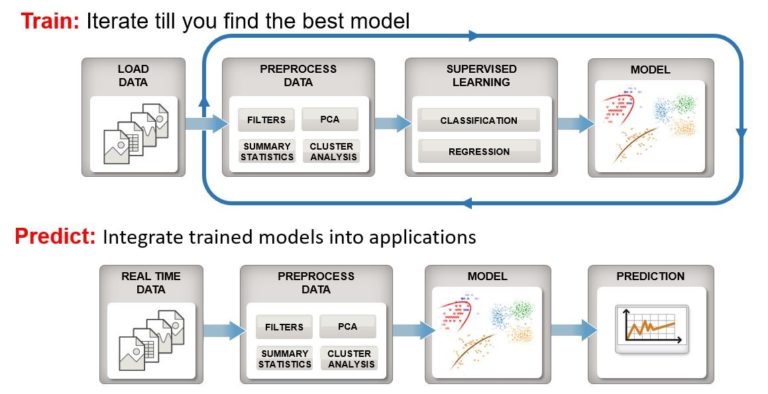 Train: Iterate till you find the best model
LOAD
DATA
PREPROCESS
DATA
FILTERS
PCA
SUMMARY
STATISTICS
CLUSTER
ANALYSIS
SUPERVISED
LEARNING
CLASSIFICATION
REGRESSION
MODEL
Predict: Integrate trained models into applications
REAL TIME
DATA
PREPROCESS
DATA
FILTERS
PCA
SUMMARY
STATISTICS
CLUSTER
ANALYSIS
MODEL
PREDICTION